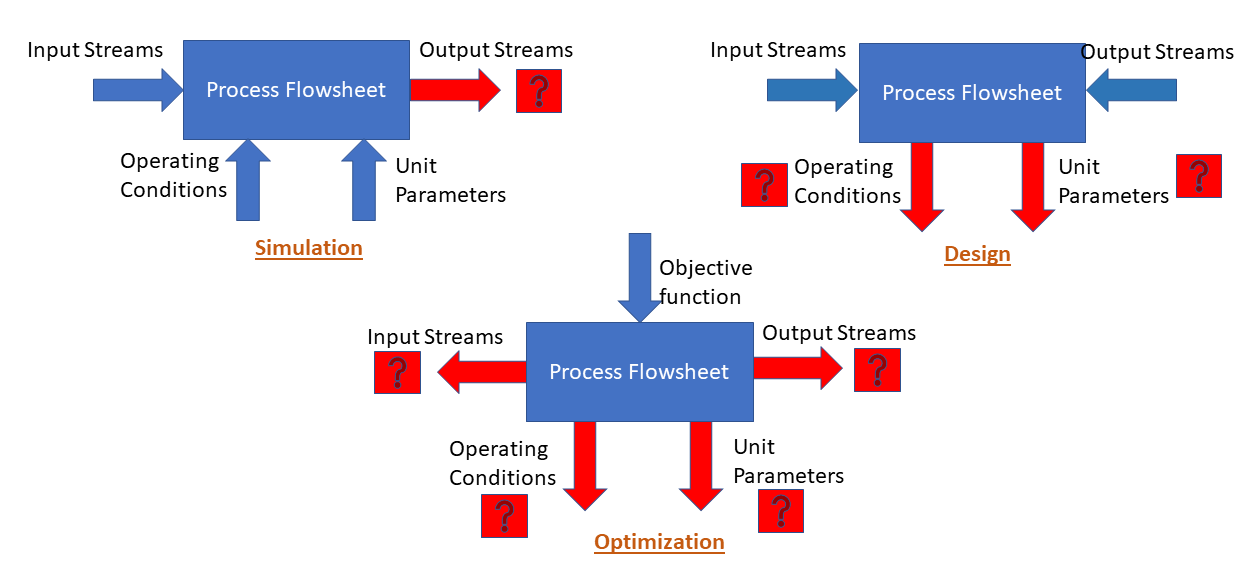 Input Streams
Output Streams
Process Flowsheet
?
Operating
Conditions
Unit
Parameters
Simulation
Input Streams
Output Streams
Process Flowsheet
?
Operating
Conditions
Unit
Parameters
?
Design
Objective
function
Input Streams
Output Streams
?
Process Flowsheet
?
Operating
Conditions
?
Unit
Parameters
?
Optimization